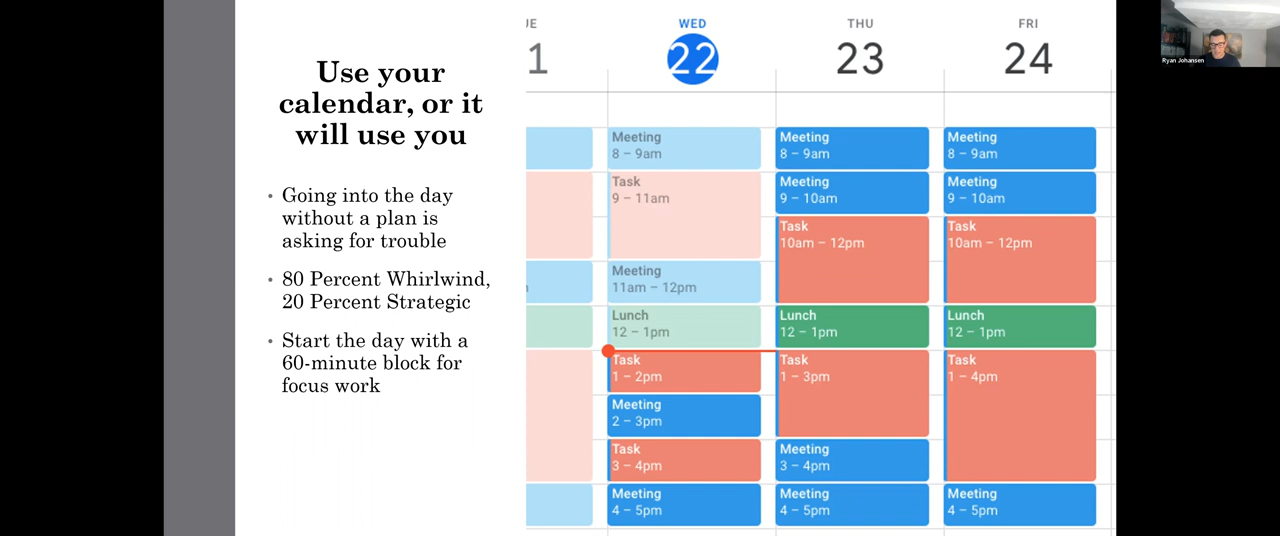 Use your
calendar, or it
will use you
• Going into the day
without a plan is
asking for trouble
• 80 Percent Whirlwind,
20 Percent Strategic
• Start the day with a
60-minute block for
focus work
UE
1
WED
22
Meeting
8 – 9am
Task
9 – 11am
Meeting
11am – 12pm
Lunch
12 – 1pm
Task
1 – 2pm
Meeting
2 – 3pm
Task
3 – 4pm
Meeting
4 – 5pm
THU
23
Meeting
8 – 9am
Meeting
9 – 10am
Task
10am – 12pm
Lunch
12 – 1pm
Task
1 – 3pm
Meeting
3 – 4pm
Meeting
4 – 5pm
FRI
24
Meeting
8 – 9am
Meeting
9 – 10am
Task
10am – 12pm
Lunch
12 – 1pm
Task
1 – 4pm
Meeting
4 – 5pm
Ryan Johansen